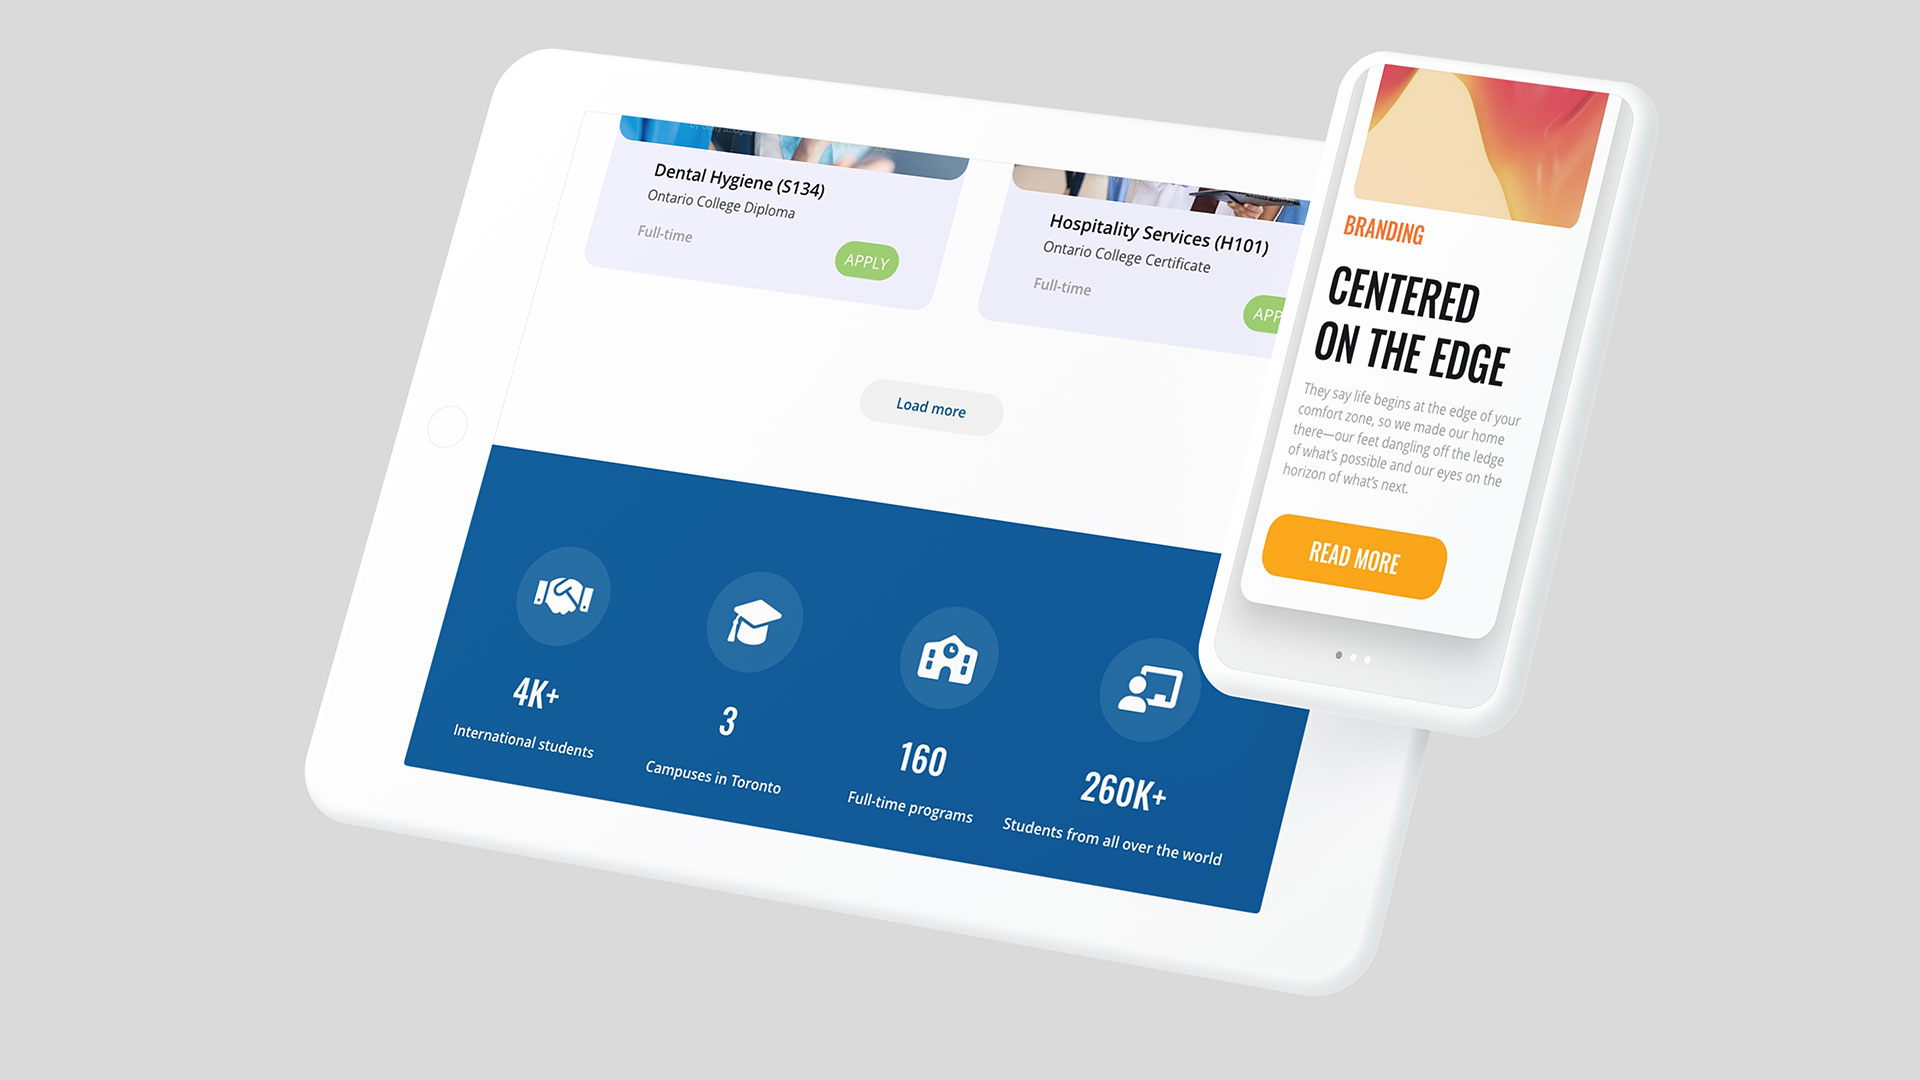 Dental Hygiene (S134)
Ontario College Diploma
Full-time
APPLY
Hospitality Services (H101)
Ontario College Certificate
Full-time
APP
Load more
4K+
International students
3
Campuses in Toronto
160
Full-time programs
260K+
Students from all over the world
BRANDING
CENTERED
ON THE EDGE
They say life begins at the edge of your
comfort zone, so we made our home
there—our feet dangling off the ledge
of what's possible and our eyes on the
horizon of what's next.
READ MORE